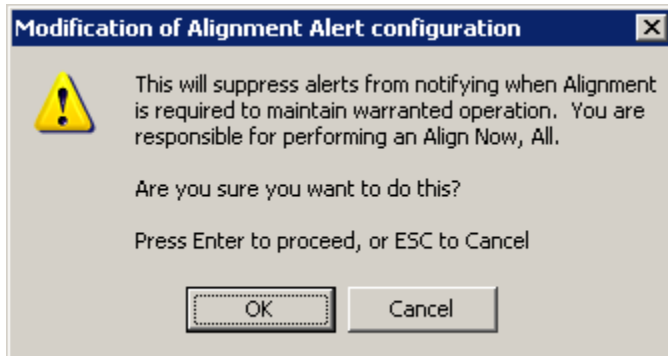 Modification of Alignment Alert configuration
This will suppress alerts from notifying when Alignment
is required to maintain warranted operation.  You are
responsible for performing an Align Now, All.
Are you sure you want to do this?
Press Enter to proceed, or ESC to Cancel
OK
Cancel